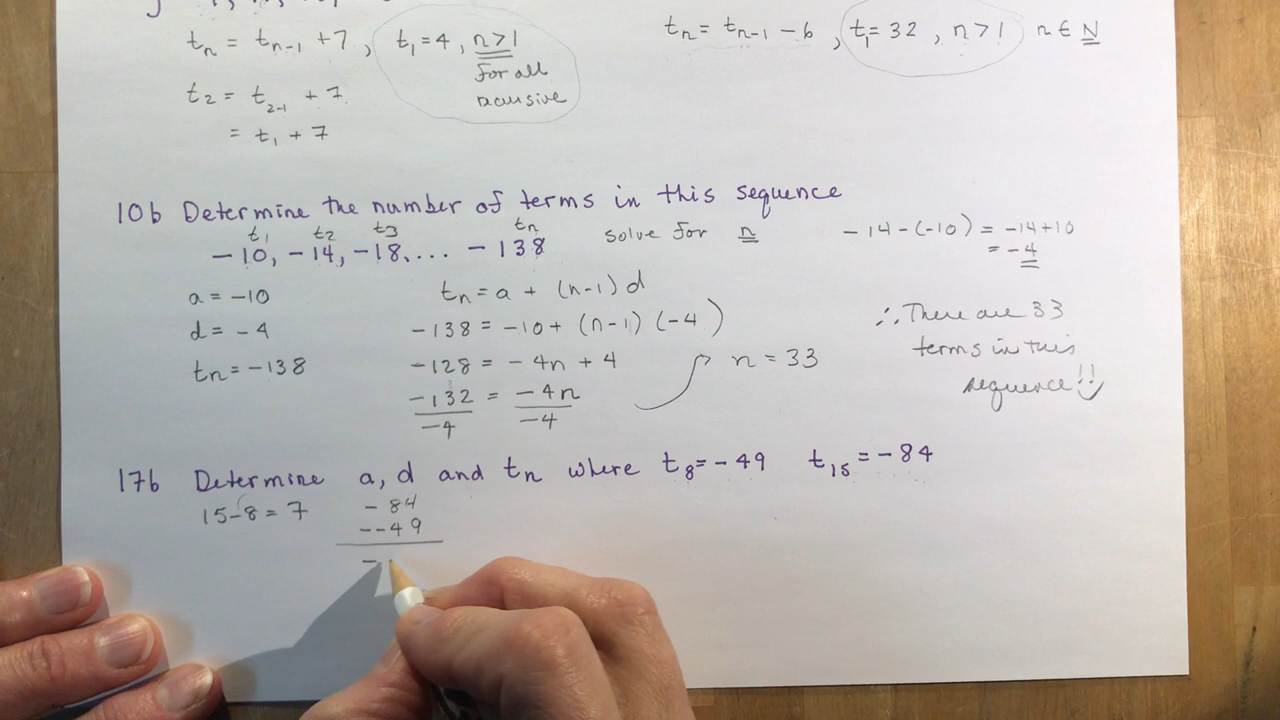 tn = tn-1 + 7 , t1 = 4 , n > 1
for all
recursive
t2 = t2-1 + 7
= t1 + 7
tn = tn-1 - 6 , t1 = 32 , n > 1 n ∈ N
10b Determine the number of terms in this sequence
t1 t2 t3 tn
-10, -14, -18, ... -138 solve for n
-14 - (-10) = -14 + 10
= -4
a = -10
d = -4
tn = -138
tn = a + (n-1) d
-138 = -10 + (n-1) (-4)
-128 = -4n + 4
-132 = -4n
-4 -4
n = 33
∴ There are 33
terms in this
sequence!!
17b Determine a, d and tn where t8 = -49 t15 = -84
15-8 = 7
-84
--49
-